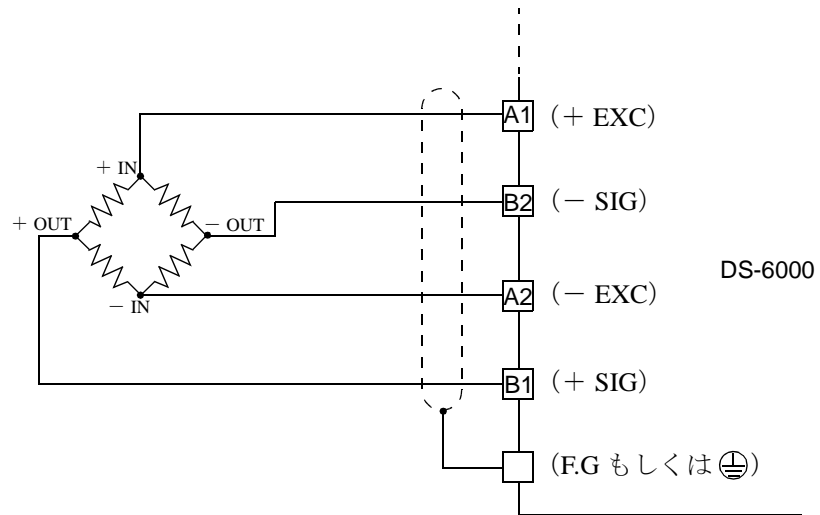 A1 (+ EXC)
+ IN
B2 (− SIG)
+ OUT
− OUT
DS-6000
A2 (− EXC)
− IN
B1 (+ SIG)
(F.G もしくは ⏚)